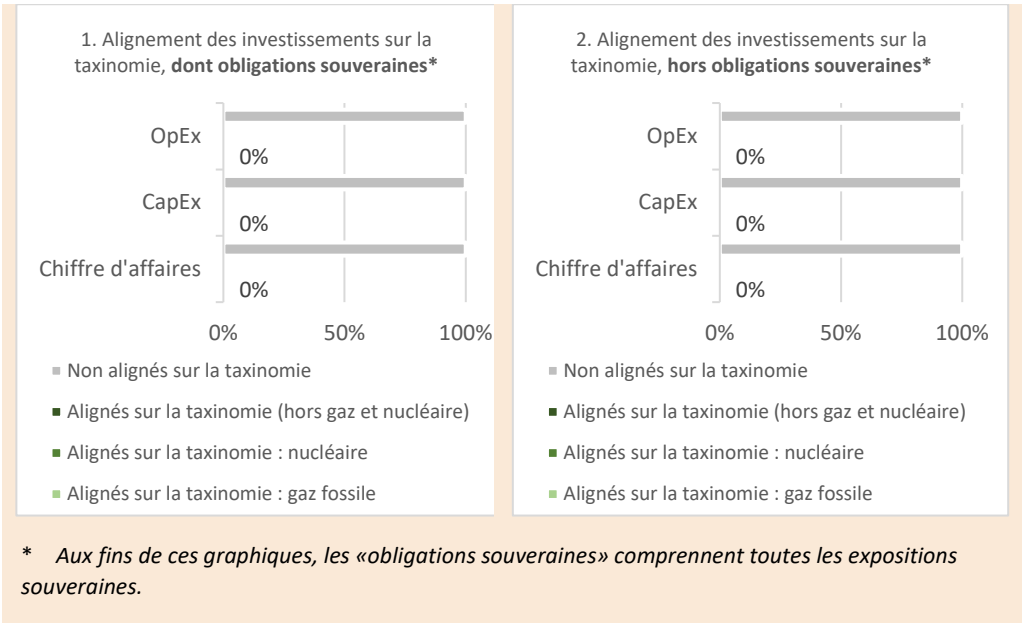 1. Alignement des investissements sur la
taxinomie, dont obligations souveraines*
OpEx
0%
CapEx
0%
Chiffre d'affaires
0%
0% 50% 100%
Non alignés sur la taxinomie
Alignés sur la taxinomie (hors gaz et nucléaire)
Alignés sur la taxinomie : nucléaire
Alignés sur la taxinomie : gaz fossile
2. Alignement des investissements sur la
taxinomie, hors obligations souveraines*
OpEx
0%
CapEx
0%
Chiffre d'affaires
0%
0% 50% 100%
Non alignés sur la taxinomie
Alignés sur la taxinomie (hors gaz et nucléaire)
Alignés sur la taxinomie : nucléaire
Alignés sur la taxinomie : gaz fossile
* Aux fins de ces graphiques, les «obligations souveraines» comprennent toutes les expositions
souveraines.